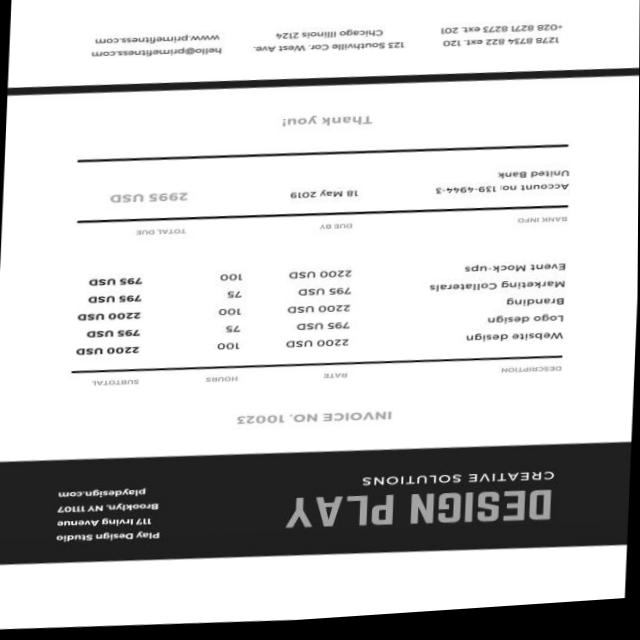 DESIGN PLAY
CREATIVE SOLUTIONS
Play Design Studio
117 Irving Avenue
Brooklyn, NY 11107
playdesign.com
INVOICE NO. 10023
DESCRIPTION RATE HOURS SUBTOTAL
Website design 2200 USD 100 2200 USD
Logo design 795 USD 75 795 USD
Branding 2200 USD 100 2200 USD
Marketing Collaterals 795 USD 75 795 USD
Event Mock-ups 2200 USD 100 795 USD
BANK INFO DUE BY TOTAL DUE
Account no: 139-4944-3 18 May 2019 2995 USD
United Bank
Thank you!
1278 8734 822 ext. 120 123 Southville Cor. West Ave. hello@primefitness.com
+028 8271 8273 ext. 201 Chicago Illinois 2124 www.primefitness.com